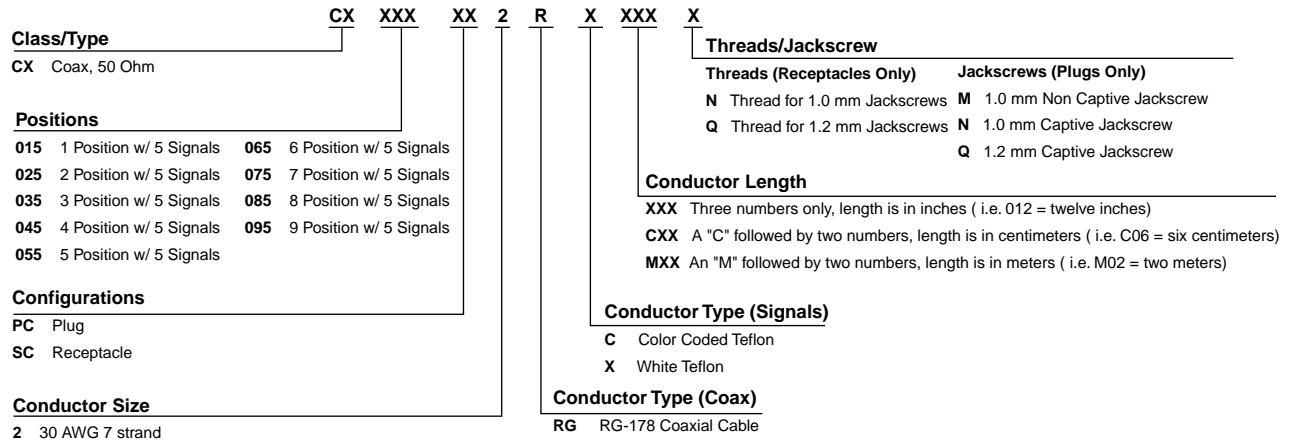 CX XXX XX 2 R X XXX X
Class/Type
CX Coax, 50 Ohm
Positions
015 1 Position w/ 5 Signals 065 6 Position w/ 5 Signals
025 2 Position w/ 5 Signals 075 7 Position w/ 5 Signals
035 3 Position w/ 5 Signals 085 8 Position w/ 5 Signals
045 4 Position w/ 5 Signals 095 9 Position w/ 5 Signals
055 5 Position w/ 5 Signals
Configurations
PC Plug
SC Receptacle
Conductor Size
2 30 AWG 7 strand
Threads/Jackscrew
Threads (Receptacles Only)
N Thread for 1.0 mm Jackscrews
Q Thread for 1.2 mm Jackscrews
Jackscrews (Plugs Only)
M 1.0 mm Non Captive Jackscrew
N 1.0 mm Captive Jackscrew
Q 1.2 mm Captive Jackscrew
Conductor Length
XXX Three numbers only, length is in inches ( i.e. 012 = twelve inches)
CXX A "C" followed by two numbers, length is in centimeters ( i.e. C06 = six centimeters)
MXX An "M" followed by two numbers, length is in meters ( i.e. M02 = two meters)
Conductor Type (Signals)
C Color Coded Teflon
X White Teflon
Conductor Type (Coax)
RG RG-178 Coaxial Cable